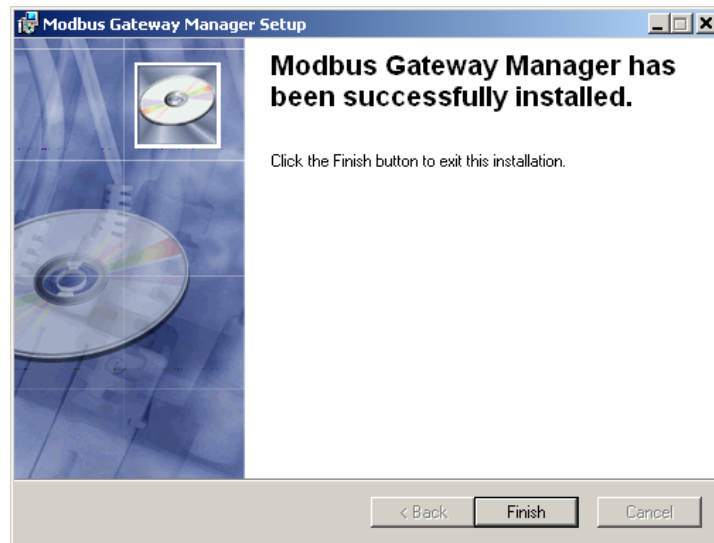 Modbus Gateway Manager Setup
Modbus Gateway Manager has
been successfully installed.
Click the Finish button to exit this installation.
< Back
Finish
Cancel